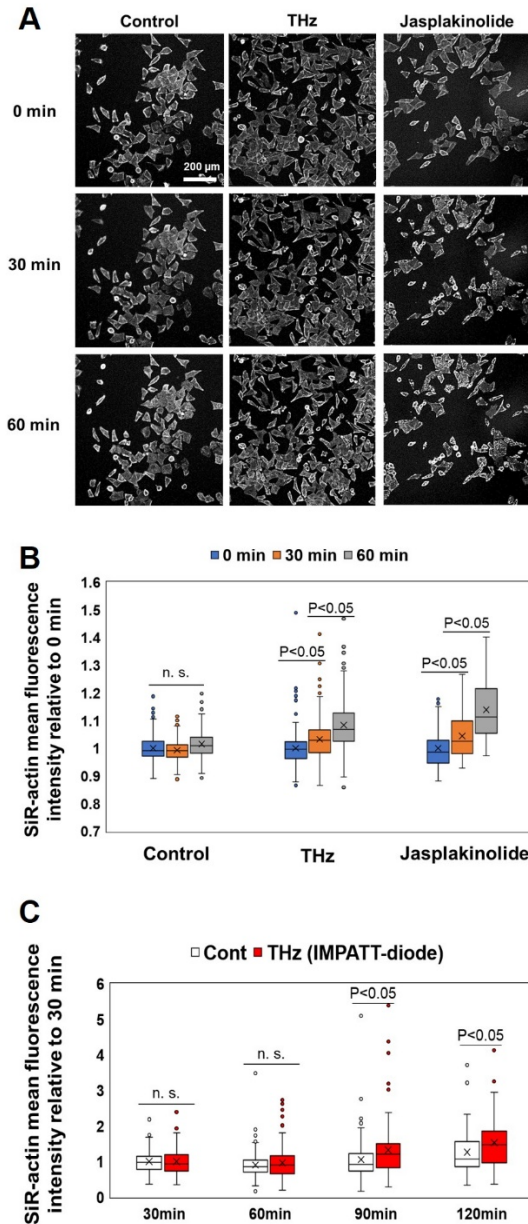 A
Control THz Jasplakinolide
0 min
200 µm
30 min
60 min
B
0 min 30 min 60 min
SiR-actin mean fluorescence
intensity relative to 0 min
1.6
1.5
1.4
1.3
1.2
1.1
1.0
0.9
0.8
0.7
n. s.
P<0.05
P<0.05
P<0.05
P<0.05
Control THz Jasplakinolide
C
Cont THz (IMPATT-diode)
SiR-actin mean fluorescence
intensity relative to 30 min
6
5
4
3
2
1
0
n. s.
n. s.
P<0.05
P<0.05
30min 60min 90min 120min